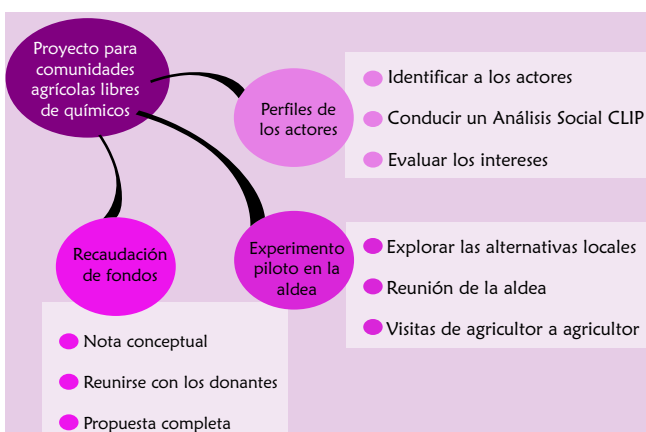 Proyecto para
comunidades
agrícolas libres
de químicos
Perfiles de
los actores
Identificar a los actores
Conducir un Análisis Social CLIP
Evaluar los intereses
Experimento
piloto en la
aldea
Explorar las alternativas locales
Reunión de la aldea
Visitas de agricultor a agricultor
Recaudación
de fondos
Nota conceptual
Reunirse con los donantes
Propuesta completa